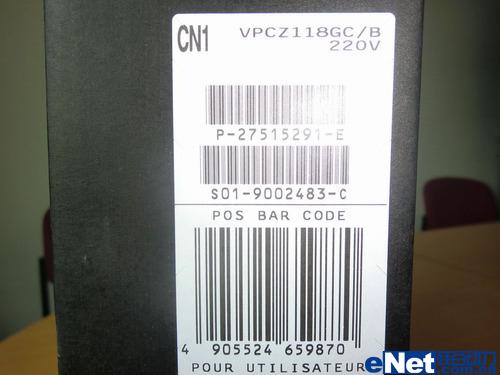 CN1 VPCZ118GC/B
220V
P-27515291-E
S01-9002483-C
POS BAR CODE
4 905524 659870
POUR UTILISATEUR
eNet